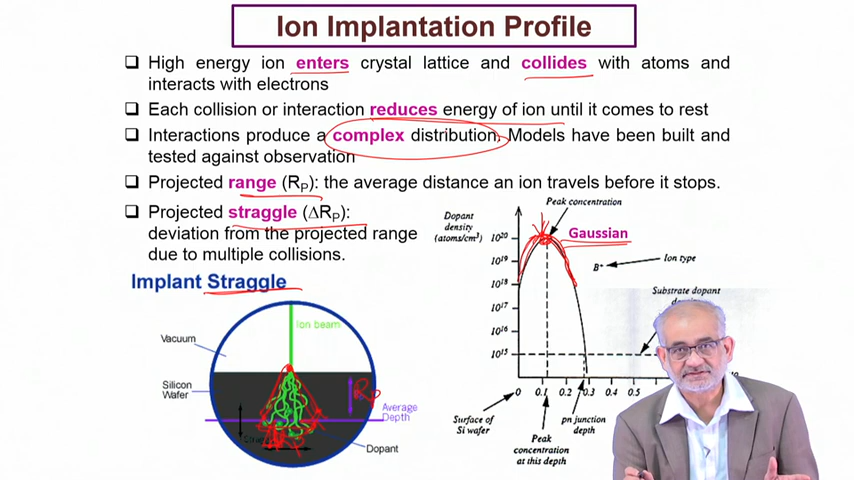 Ion Implantation Profile
❑ High energy ion enters crystal lattice and collides with atoms and
interacts with electrons
❑ Each collision or interaction reduces energy of ion until it comes to rest
❑ Interactions produce a complex distribution. Models have been built and
tested against observation
❑ Projected range (RP): the average distance an ion travels before it stops.
❑ Projected straggle (ΔRP):
deviation from the projected range
due to multiple collisions.
Implant Straggle
Ion beam
Vacuum
Silicon
Wafer
RP
Average
Depth
Dopant
Peak concentration
Dopant
density
(atoms/cm³)
Gaussian
Ion type
B⁺
Substrate dopant
10²⁰
10¹⁹
10¹⁸
10¹⁷
10¹⁶
10¹⁵
0 0.1 0.2 0.3 0.4 0.5
Surface of
Si wafer
Peak
concentration
at this depth
pn junction
depth